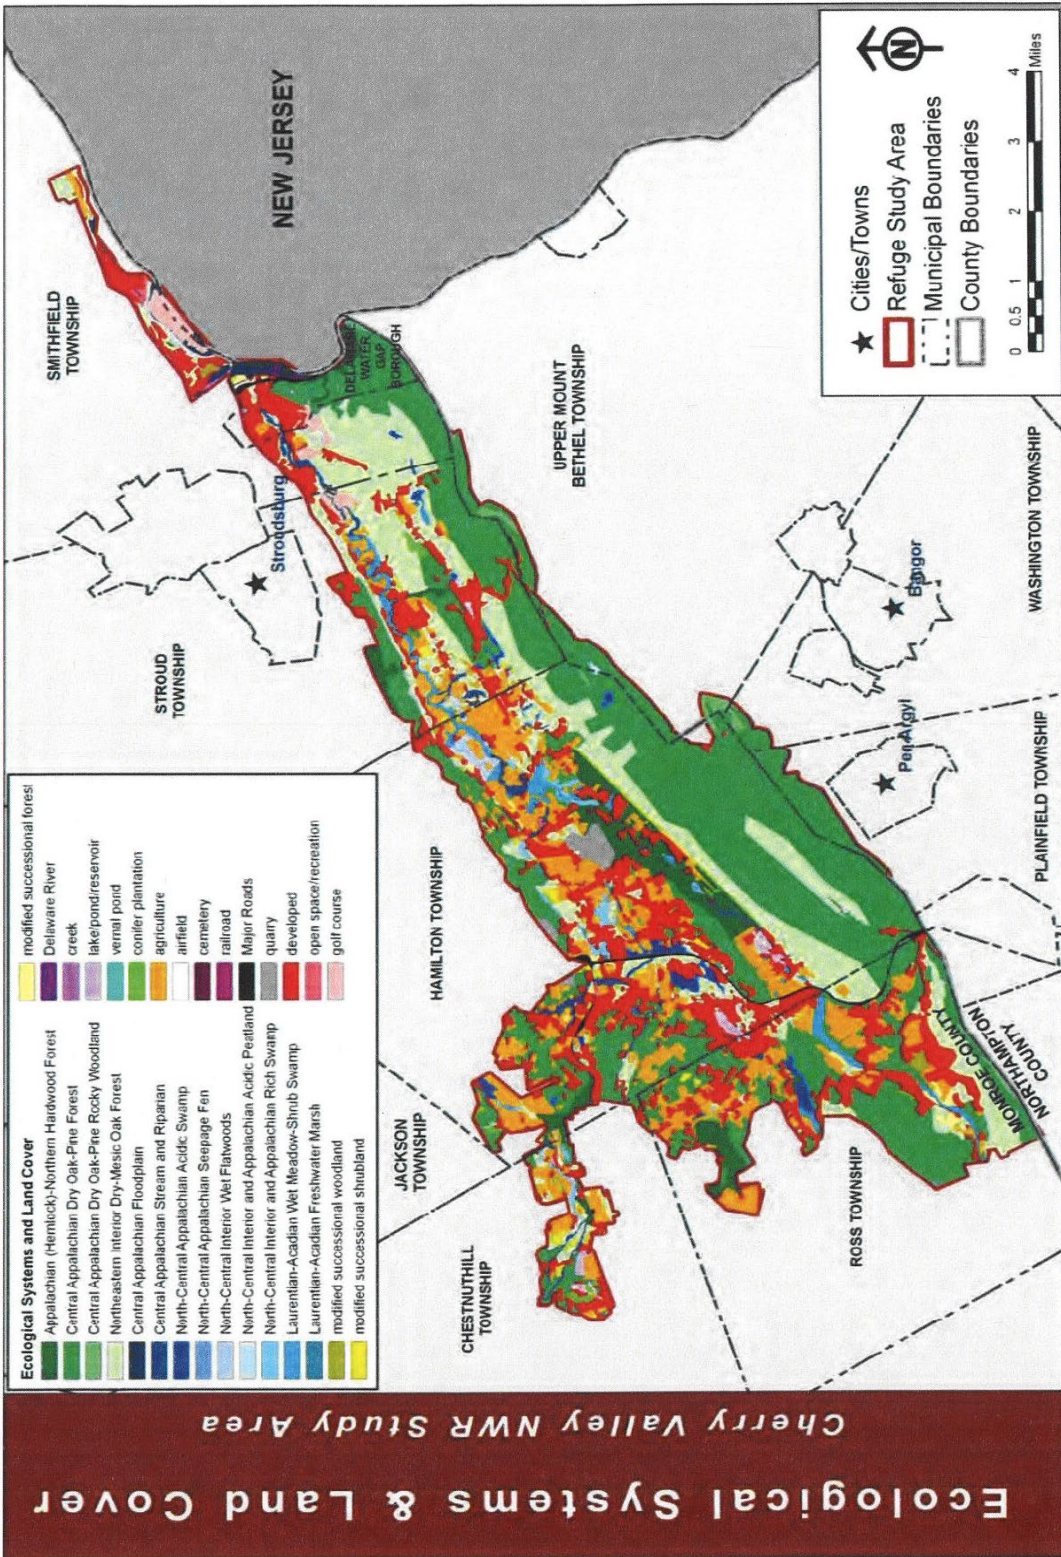 Ecological Systems & Land Cover
Cherry Valley NWR Study Area
Ecological Systems and Land Cover
Appalachian (Hemlock)-Northern Hardwood Forest
Central Appalachian Dry Oak-Pine Forest
Central Appalachian Dry Oak-Pine Rocky Woodland
Northeastern Interior Dry-Mesic Oak Forest
Central Appalachian Floodplain
Central Appalachian Stream and Riparian
North-Central Appalachian Acidic Swamp
North-Central Appalachian Seepage Fen
North-Central Interior Wet Flatwoods
North-Central Interior and Appalachian Acidic Peatland
North-Central Interior and Appalachian Rich Swamp
Laurentian-Acadian Wet Meadow-Shrub Swamp
Laurentian-Acadian Freshwater Marsh
modified successional woodland
modified successional shrubland
modified successional forest
Delaware River
creek
lake/pond/reservoir
vernal pond
conifer plantation
agriculture
airfield
cemetery
railroad
Major Roads
quarry
developed
open space/recreation
golf course
SMITHFIELD
TOWNSHIP
NEW JERSEY
STROUD
TOWNSHIP
Stroudsburg
DELAWARE
WATER
GAP
BOROUGH
UPPER MOUNT
BETHEL TOWNSHIP
HAMILTON TOWNSHIP
JACKSON
TOWNSHIP
CHESTNUTHILL
TOWNSHIP
ROSS TOWNSHIP
MONROE COUNTY
NORTHAMPTON
COUNTY
PLAINFIELD TOWNSHIP
Pen Argyl
Bangor
WASHINGTON TOWNSHIP
Cities/Towns
Refuge Study Area
Municipal Boundaries
County Boundaries
N
0 0.5 1 2 3 4
Miles